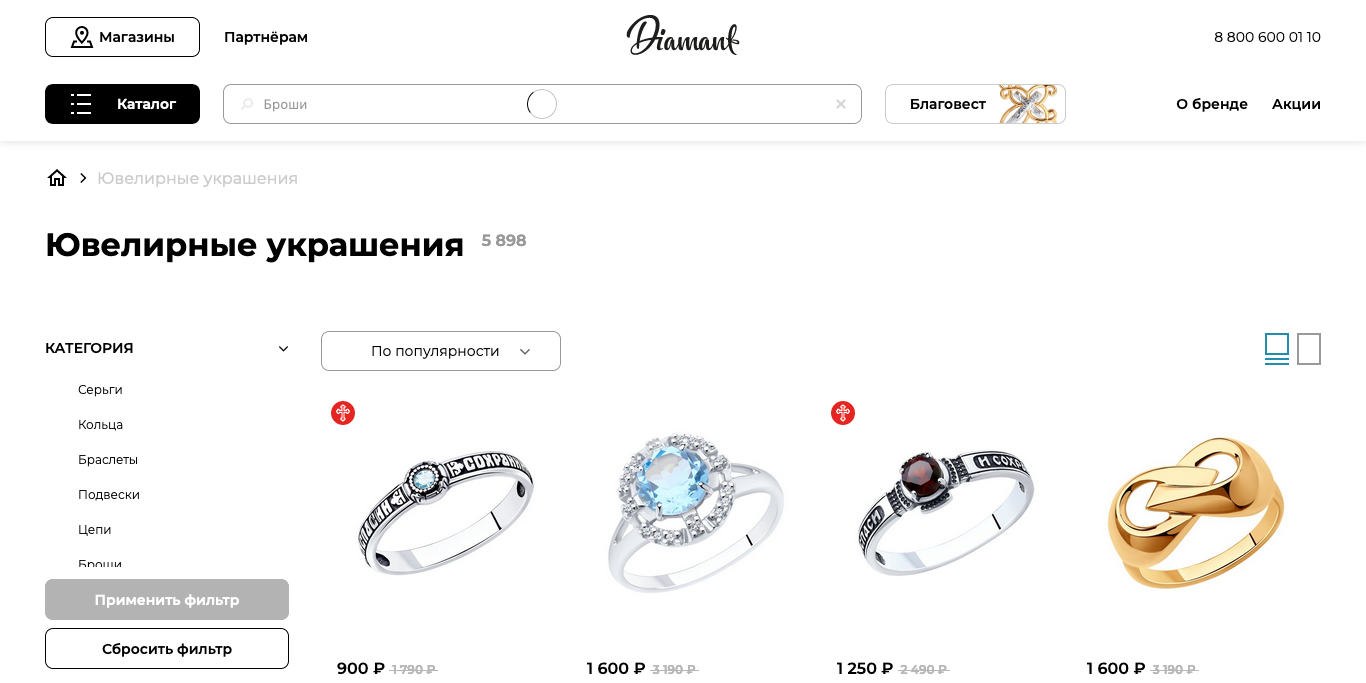 Магазины
Партнёрам
Diamant
8 800 600 01 10
Каталог
Броши
Благовест
О бренде
Акции
Ювелирные украшения
Ювелирные украшения 5 898
КАТЕГОРИЯ
По популярности
Серьги
Кольца
Браслеты
Подвески
Цепи
Броши
Применить фильтр
Сбросить фильтр
900 ₽ 1 790 ₽
1 600 ₽ 3 190 ₽
1 250 ₽ 2 490 ₽
1 600 ₽ 3 190 ₽